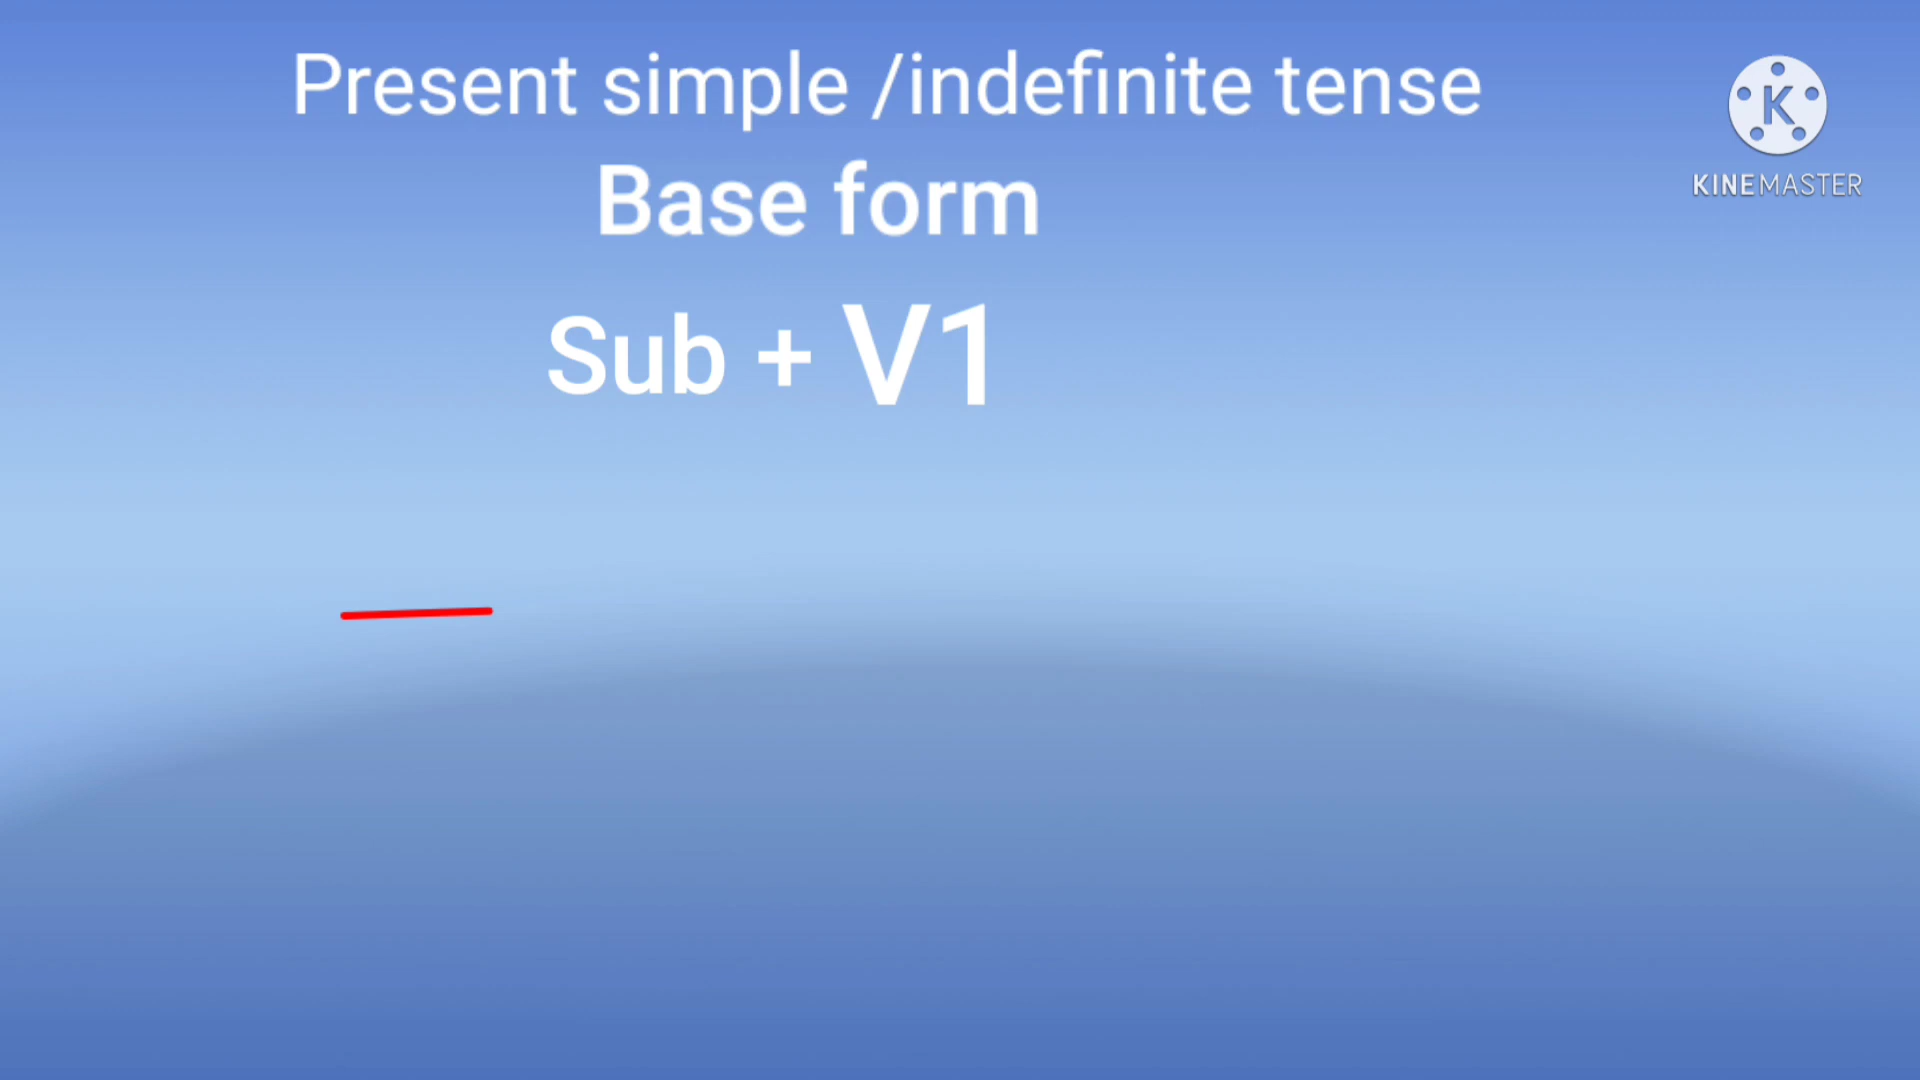 Present simple /indefinite tense
Base form
Sub + V1
K
KINEMASTER